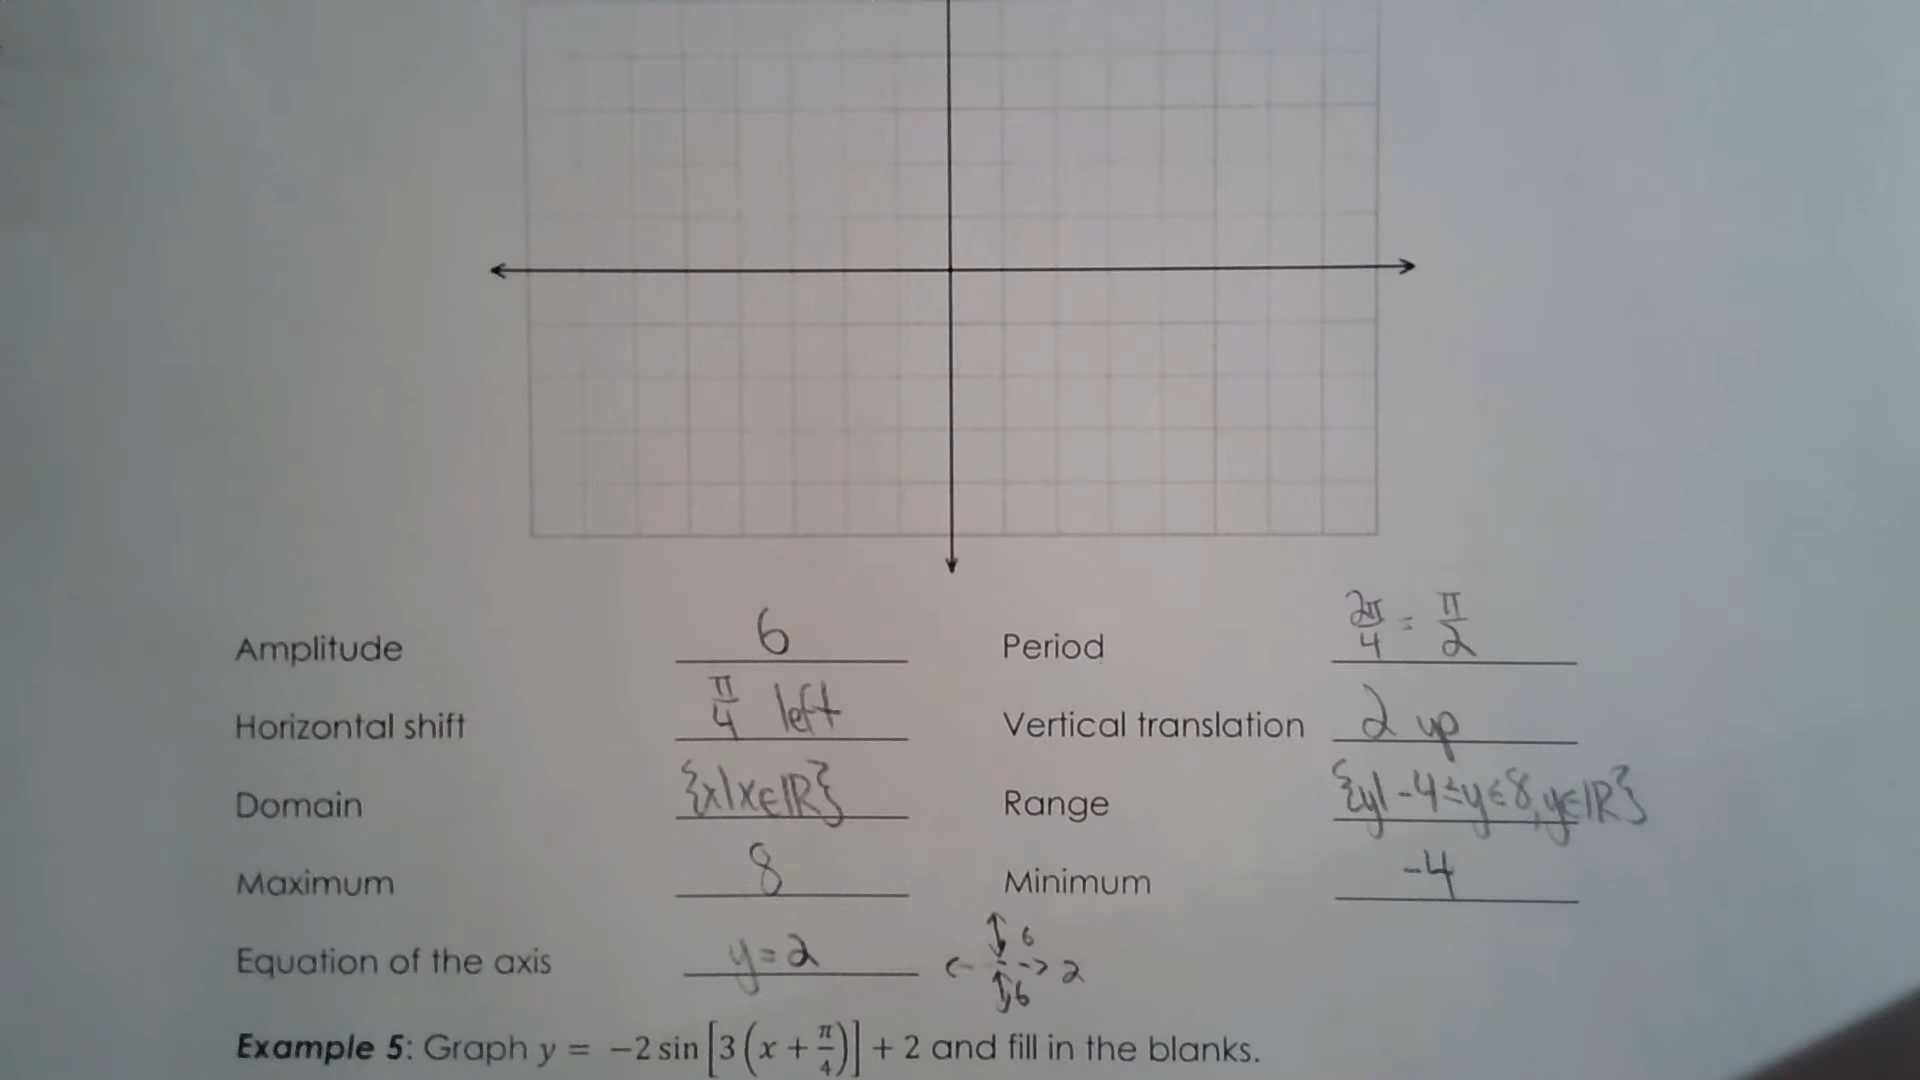 Amplitude 6 Period 2π/4 = π/2
Horizontal shift π/4 left Vertical translation 2 up
Domain {x|x∈ℝ} Range {y|-4≤y≤8, y∈ℝ}
Maximum 8 Minimum -4
Equation of the axis y=2 6 2 6
Example 5: Graph y = −2 sin [3 (x + π/4)] + 2 and fill in the blanks.